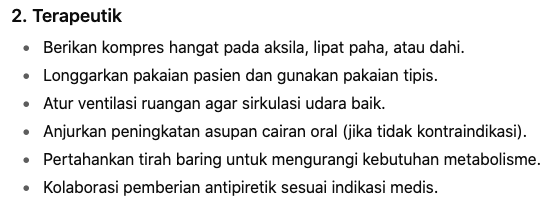 2. Terapeutik
• Berikan kompres hangat pada aksila, lipat paha, atau dahi.
• Longgarkan pakaian pasien dan gunakan pakaian tipis.
• Atur ventilasi ruangan agar sirkulasi udara baik.
• Anjurkan peningkatan asupan cairan oral (jika tidak kontraindikasi).
• Pertahankan tirah baring untuk mengurangi kebutuhan metabolisme.
• Kolaborasi pemberian antipiretik sesuai indikasi medis.